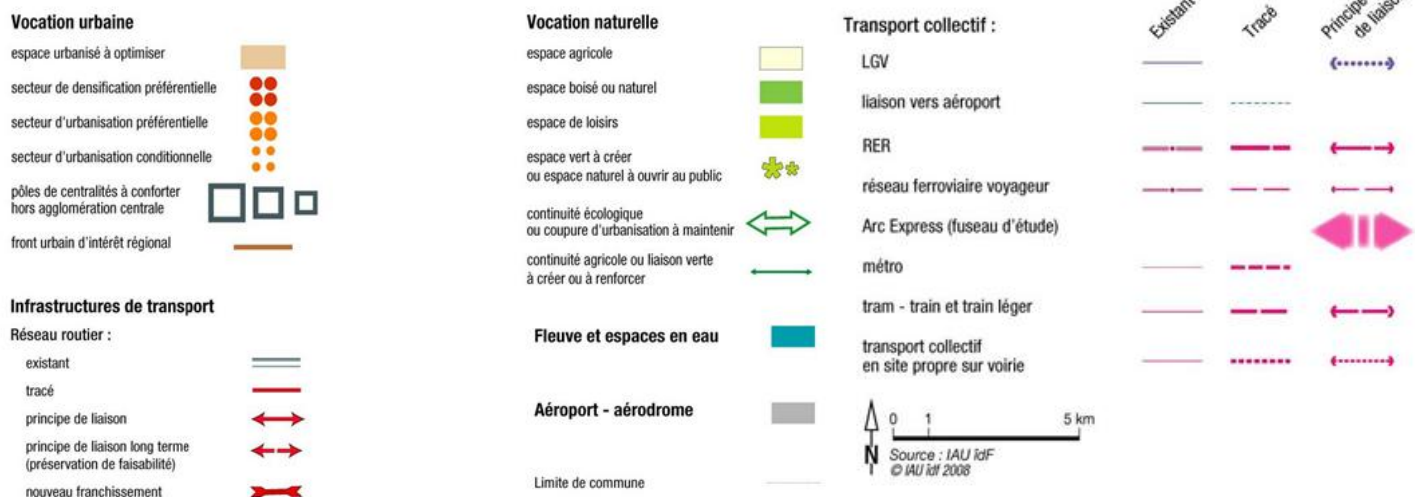 Vocation urbaine
espace urbanisé à optimiser
secteur de densification préférentielle
secteur d'urbanisation préférentielle
secteur d'urbanisation conditionnelle
pôles de centralités à conforter
hors agglomération centrale
front urbain d'intérêt régional
Infrastructures de transport
Réseau routier :
existant
tracé
principe de liaison
principe de liaison long terme
(préservation de faisabilité)
nouveau franchissement
Vocation naturelle
espace agricole
espace boisé ou naturel
espace de loisirs
espace vert à créer
ou espace naturel à ouvrir au public
continuité écologique
ou coupure d'urbanisation à maintenir
continuité agricole ou liaison verte
à créer ou à renforcer
Fleuve et espaces en eau
Aéroport - aérodrome
Limite de commune
Transport collectif :
Existant
Tracé
Principe
de liaison
LGV
liaison vers aéroport
RER
réseau ferroviaire voyageur
Arc Express (fuseau d'étude)
métro
tram - train et train léger
transport collectif
en site propre sur voirie
0 1 5 km
N
Source : IAU îdF
© IAU îdf 2008